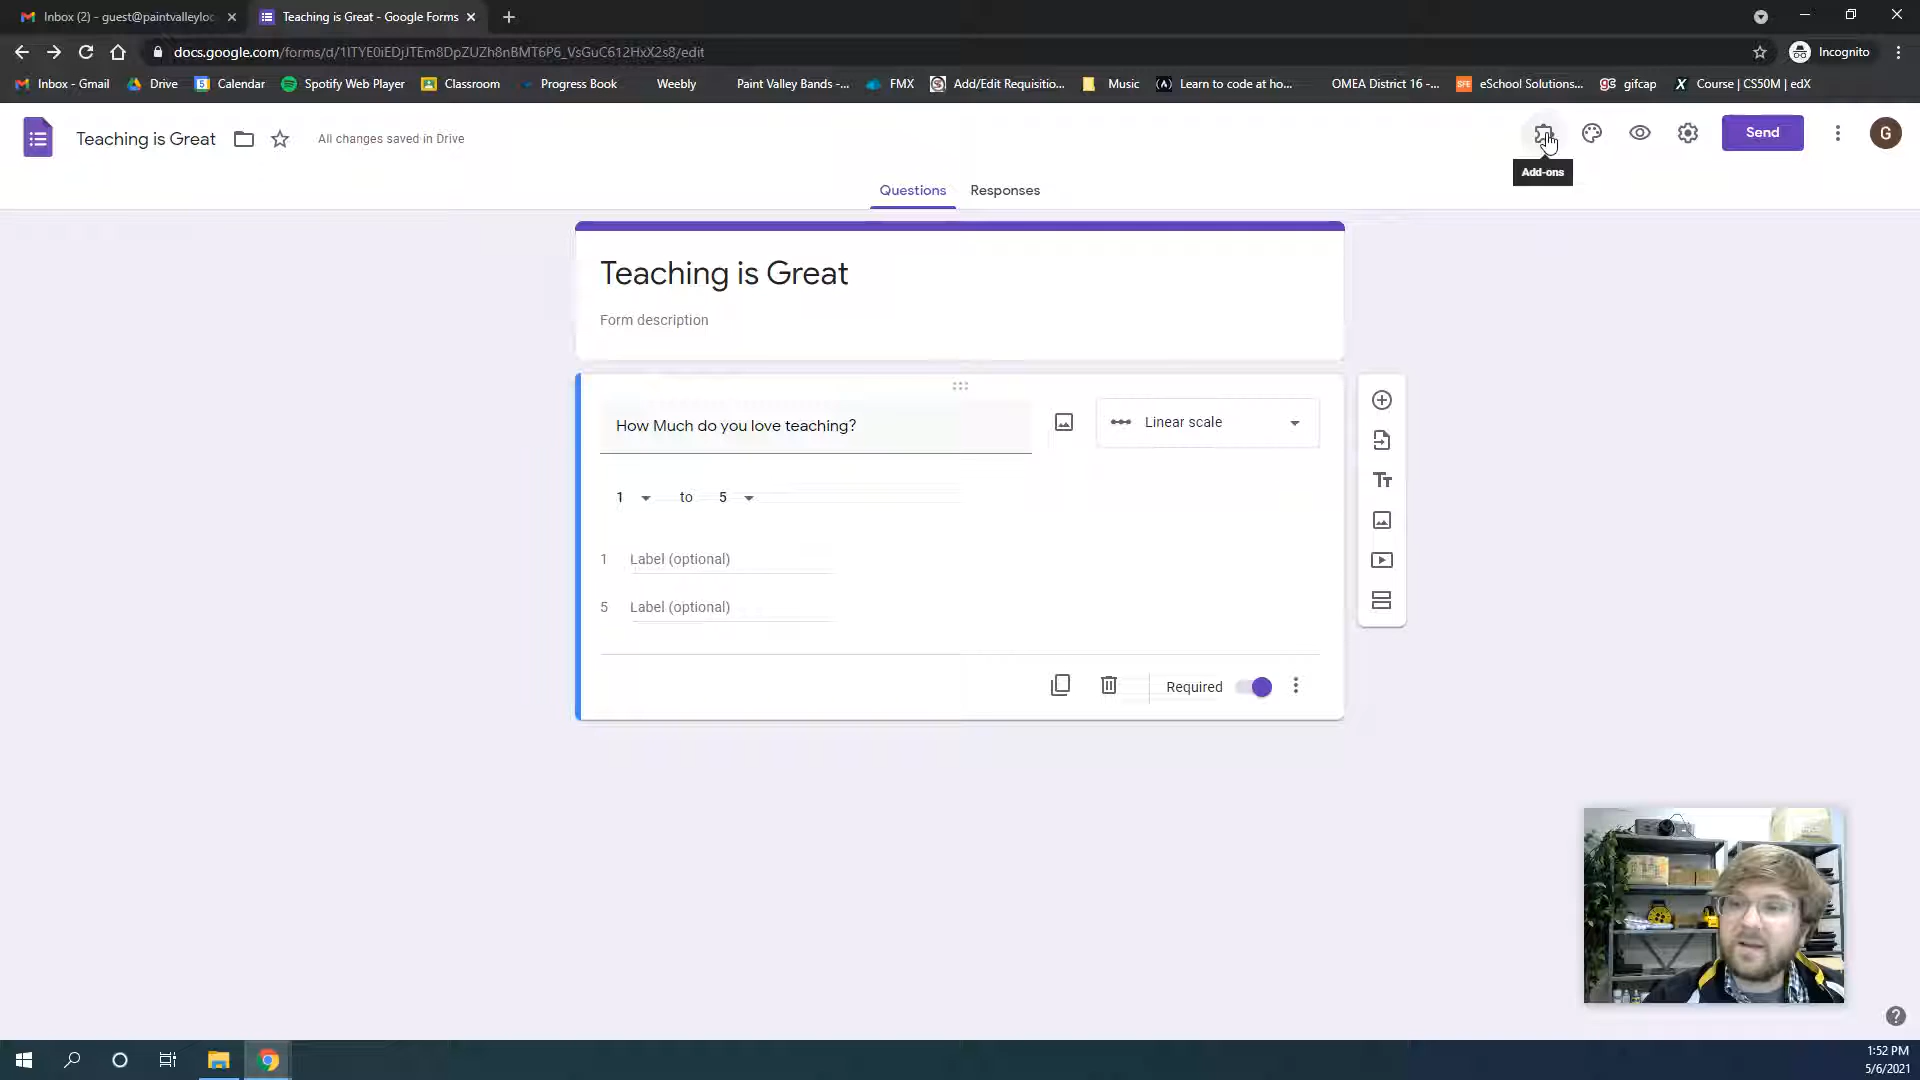 Inbox (2) - guest@paintvalleyloc
Teaching is Great - Google Forms
docs.google.com/forms/d/1ITYE0iEDjJTEm8DpZUZh8nBMT6P6_VsGuC612HxX2s8/edit
Incognito
Inbox - Gmail
Drive
Calendar
Spotify Web Player
Classroom
Progress Book
Weebly
Paint Valley Bands -...
FMX
Add/Edit Requisitio...
Music
Learn to code at ho...
OMEA District 16 -...
eSchool Solutions...
gifcap
Course | CS50M | edX
Teaching is Great
All changes saved in Drive
Send
G
Add-ons
Questions
Responses
Teaching is Great
Form description
How Much do you love teaching?
Linear scale
1 to 5
1 Label (optional)
5 Label (optional)
Required
1:52 PM
5/6/2021